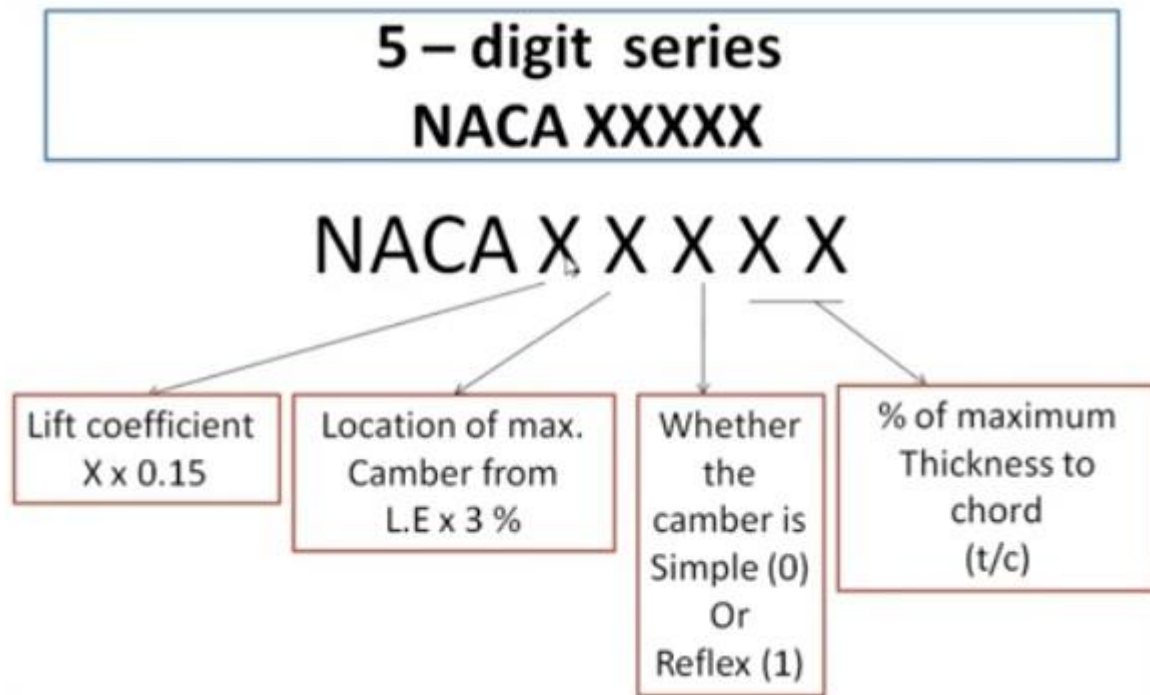 5 – digit series
NACA XXXXX
NACA X X X X X
Lift coefficient
X x 0.15
Location of max.
Camber from
L.E x 3 %
Whether
the
camber is
Simple (0)
Or
Reflex (1)
% of maximum
Thickness to
chord
(t/c)